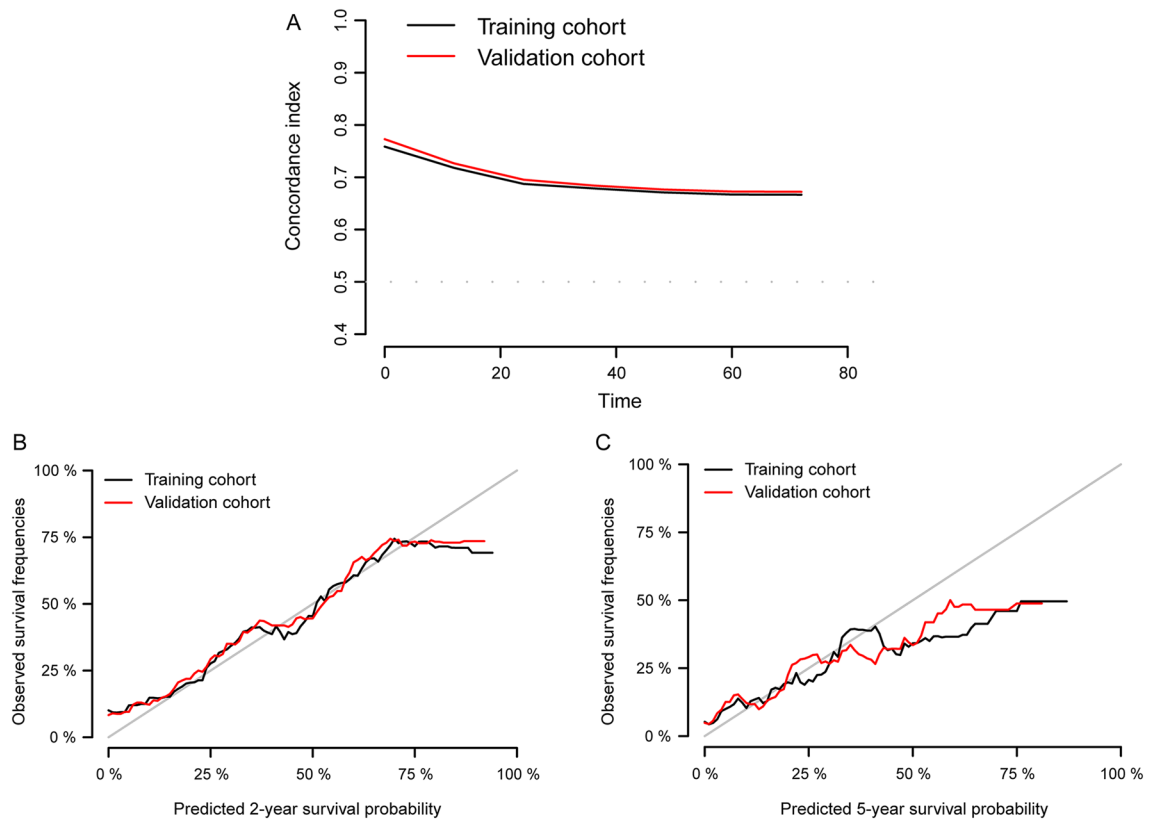 A
Training cohort
Validation cohort
Concordance index
1.0
0.9
0.8
0.7
0.6
0.5
0.4
0 20 40 60 80
Time
B
Training cohort
Validation cohort
Observed survival frequencies
100 %
75 %
50 %
25 %
0 %
0 % 25 % 50 % 75 % 100 %
Predicted 2-year survival probability
C
Training cohort
Validation cohort
Observed survival frequencies
100 %
75 %
50 %
25 %
0 %
0 % 25 % 50 % 75 % 100 %
Predicted 5-year survival probability